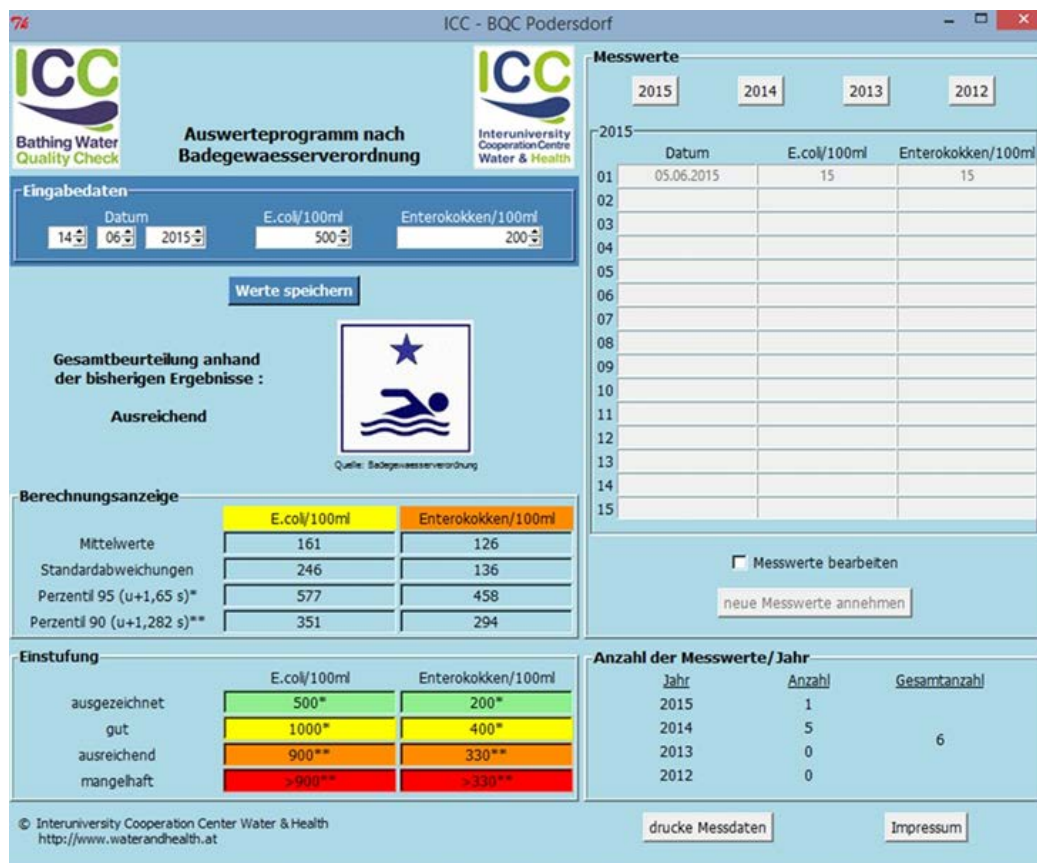 ICC - BQC Podersdorf
ICC
Bathing Water
Quality Check
Auswerteprogramm nach
Badegewaesserverordnung
ICC
Interuniversity
Cooperation Centre
Water & Health
Eingabedaten
Datum E.coli/100ml Enterokokken/100ml
14 06 2015 500 200
Werte speichern
Gesamtbeurteilung anhand
der bisherigen Ergebnisse :
Ausreichend
Quelle: Badegewaesserverordnung
Berechnungsanzeige
E.coli/100ml Enterokokken/100ml
Mittelwerte 161 126
Standardabweichungen 246 136
Perzentil 95 (u+1,65 s)* 577 458
Perzentil 90 (u+1,282 s)** 351 294
Einstufung
E.coli/100ml Enterokokken/100ml
ausgezeichnet 500* 200*
gut 1000* 400*
ausreichend 900** 330**
mangelhaft >900** >330**
© Interuniversity Cooperation Center Water & Health
http://www.waterandhealth.at
Messwerte
2015 2014 2013 2012
2015
Datum E.coli/100ml Enterokokken/100ml
01 05.06.2015 15 15
02
03
04
05
06
07
08
09
10
11
12
13
14
15
Messwerte bearbeiten
neue Messwerte annehmen
Anzahl der Messwerte/Jahr
Jahr Anzahl Gesamtanzahl
2015 1
2014 5
6
2013 0
2012 0
drucke Messdaten Impressum